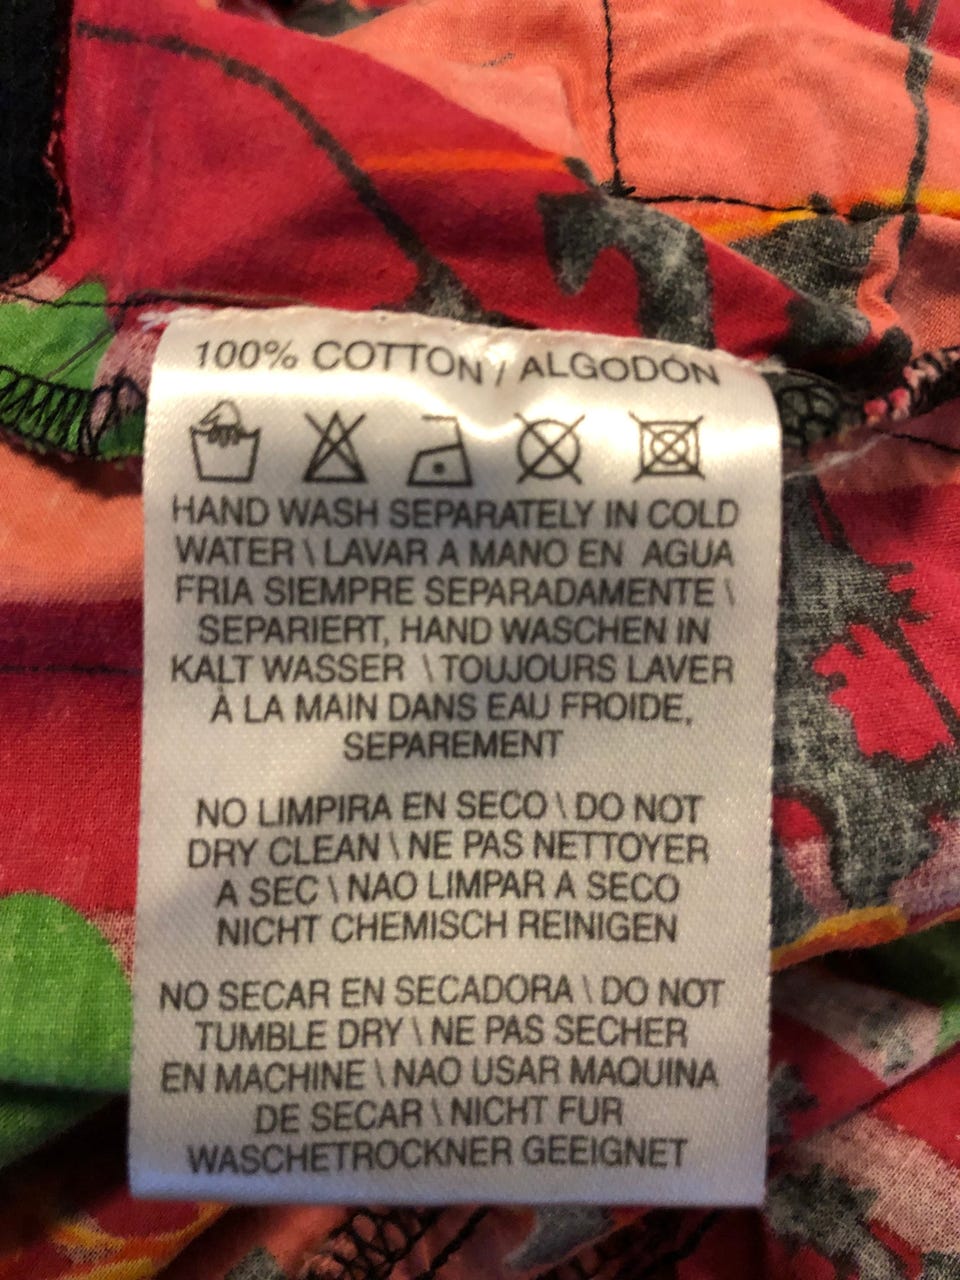 100% COTTON / ALGODÓN
HAND WASH SEPARATELY IN COLD
WATER \ LAVAR A MANO EN AGUA
FRIA SIEMPRE SEPARADAMENTE \
SEPARIERT, HAND WASCHEN IN
KALT WASSER \ TOUJOURS LAVER
À LA MAIN DANS EAU FROIDE,
SEPAREMENT
NO LIMPIRA EN SECO \ DO NOT
DRY CLEAN \ NE PAS NETTOYER
A SEC \ NAO LIMPAR A SECO
NICHT CHEMISCH REINIGEN
NO SECAR EN SECADORA \ DO NOT
TUMBLE DRY \ NE PAS SECHER
EN MACHINE \ NAO USAR MAQUINA
DE SECAR \ NICHT FUR
WASCHETROCKNER GEEIGNET